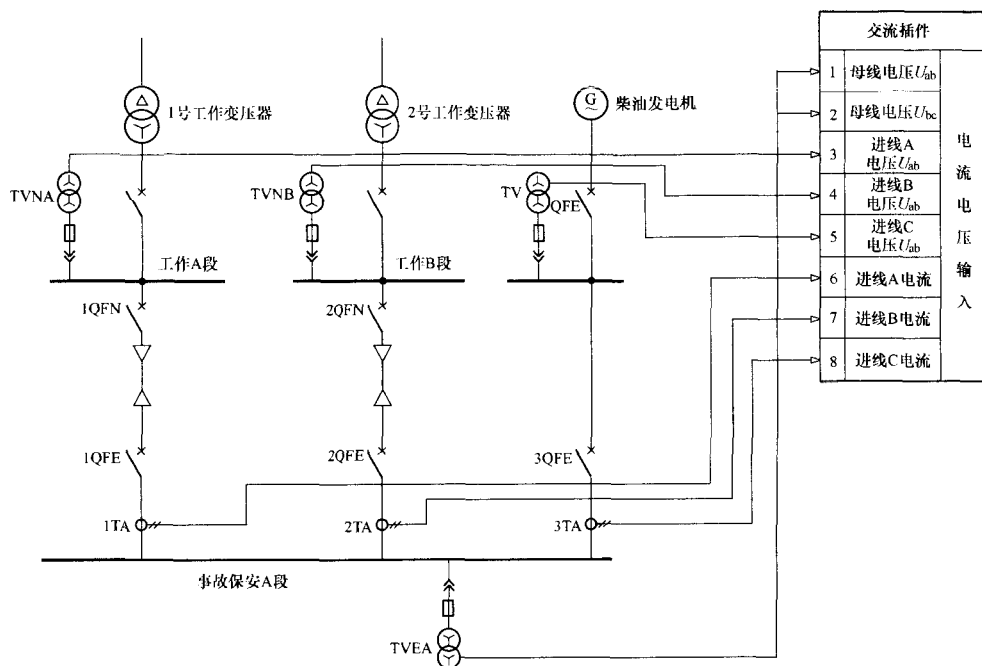 交流插件
1 母线电压Uab
2 母线电压Ubc
3 进线A
电压Uab
4 进线B
电压Uab
5 进线C
电压Uab
6 进线A电流
7 进线B电流
8 进线C电流
电流电压输入
1号工作变压器
2号工作变压器
G
~
柴油发电机
TVNA
TVNB
TV
QFE
工作A段
工作B段
1QFN
2QFN
1QFE
2QFE
3QFE
1TA
2TA
3TA
事故保安A段
TVEA